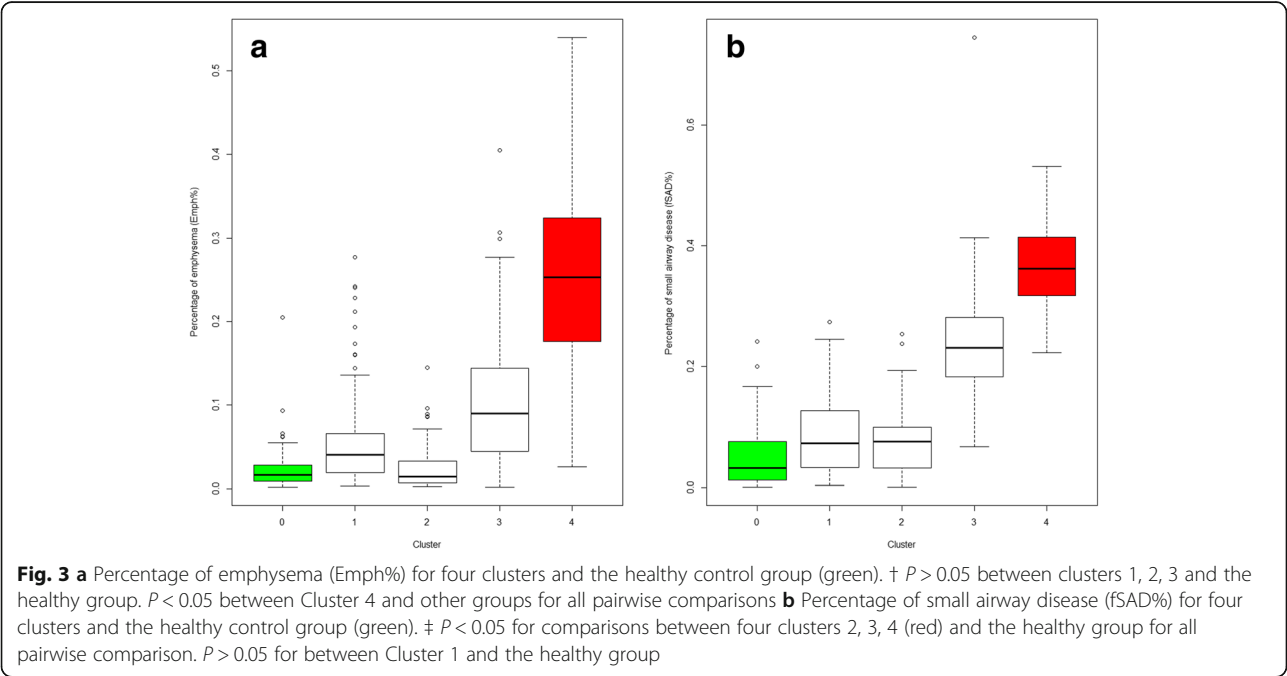 a
Percentage of emphysema (Emph%)
0.5
0.4
0.3
0.2
0.1
0.0
0 1 2 3 4
Cluster
b
Percentage of small airway disease (fSAD%)
0.6
0.4
0.2
0.0
0 1 2 3 4
Cluster
Fig. 3 a Percentage of emphysema (Emph%) for four clusters and the healthy control group (green). † P > 0.05 between clusters 1, 2, 3 and the
healthy group. P < 0.05 between Cluster 4 and other groups for all pairwise comparisons b Percentage of small airway disease (fSAD%) for four
clusters and the healthy control group (green). ‡ P < 0.05 for comparisons between four clusters 2, 3, 4 (red) and the healthy group for all
pairwise comparison. P > 0.05 for between Cluster 1 and the healthy group